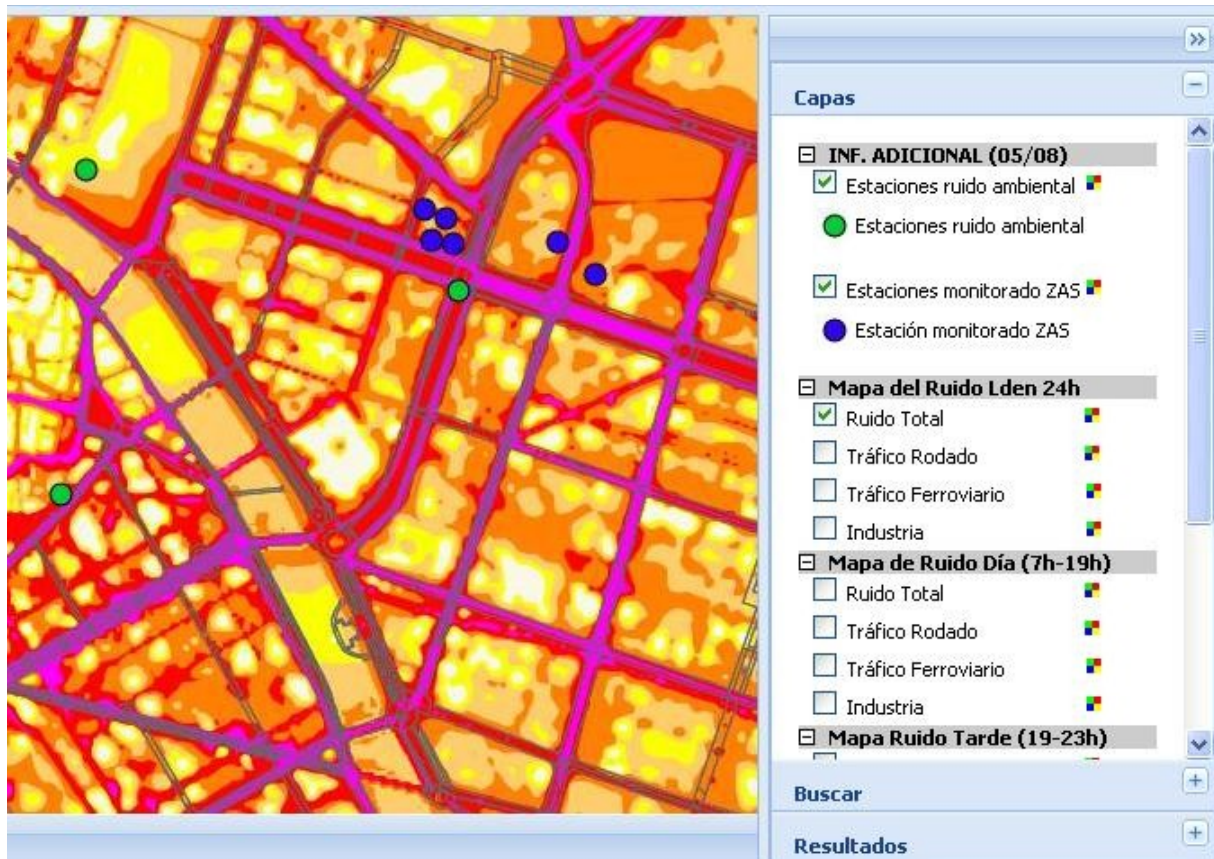 Capas
INF. ADICIONAL (05/08)
Estaciones ruido ambiental
Estaciones ruido ambiental
Estaciones monitorado ZAS
Estación monitorado ZAS
Mapa del Ruido Lden 24h
Ruido Total
Tráfico Rodado
Tráfico Ferroviario
Industria
Mapa de Ruido Día (7h-19h)
Ruido Total
Tráfico Rodado
Tráfico Ferroviario
Industria
Mapa Ruido Tarde (19-23h)
Buscar
Resultados